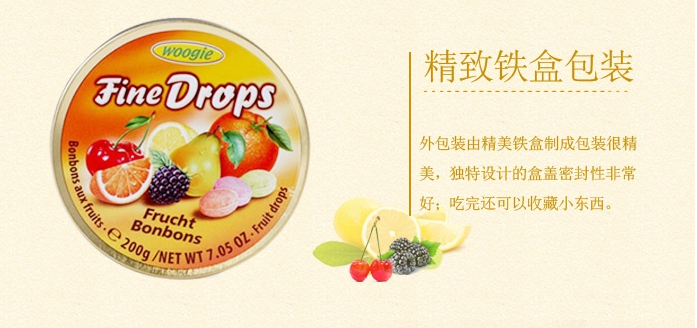 woogie
Fine Drops
Frucht
Bonbons
Bonbons aux fruits - ℮ 200g /NET WT 7.05 OZ - Fruit drops
精致铁盒包装
外包装由精美铁盒制成包装很精
美，独特设计的盒盖密封性非常
好；吃完还可以收藏小东西。